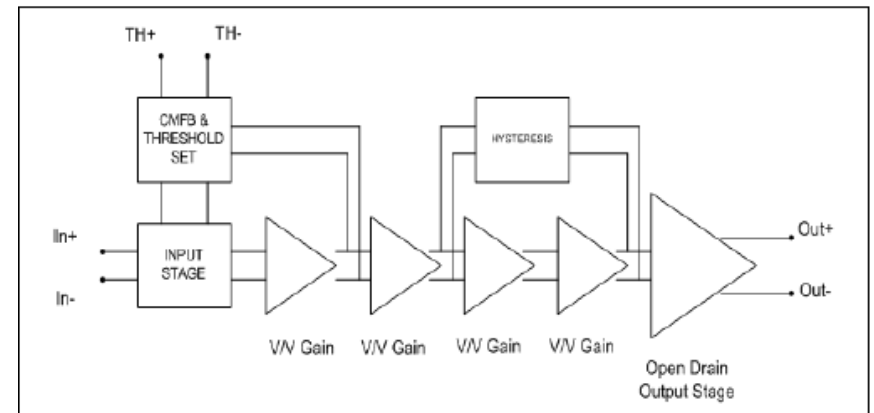 TH+ TH-
CMFB &
THRESHOLD
SET
HYSTERESIS
In+
In-
INPUT
STAGE
Out+
Out-
V/V Gain V/V Gain V/V Gain V/V Gain
Open Drain
Output Stage